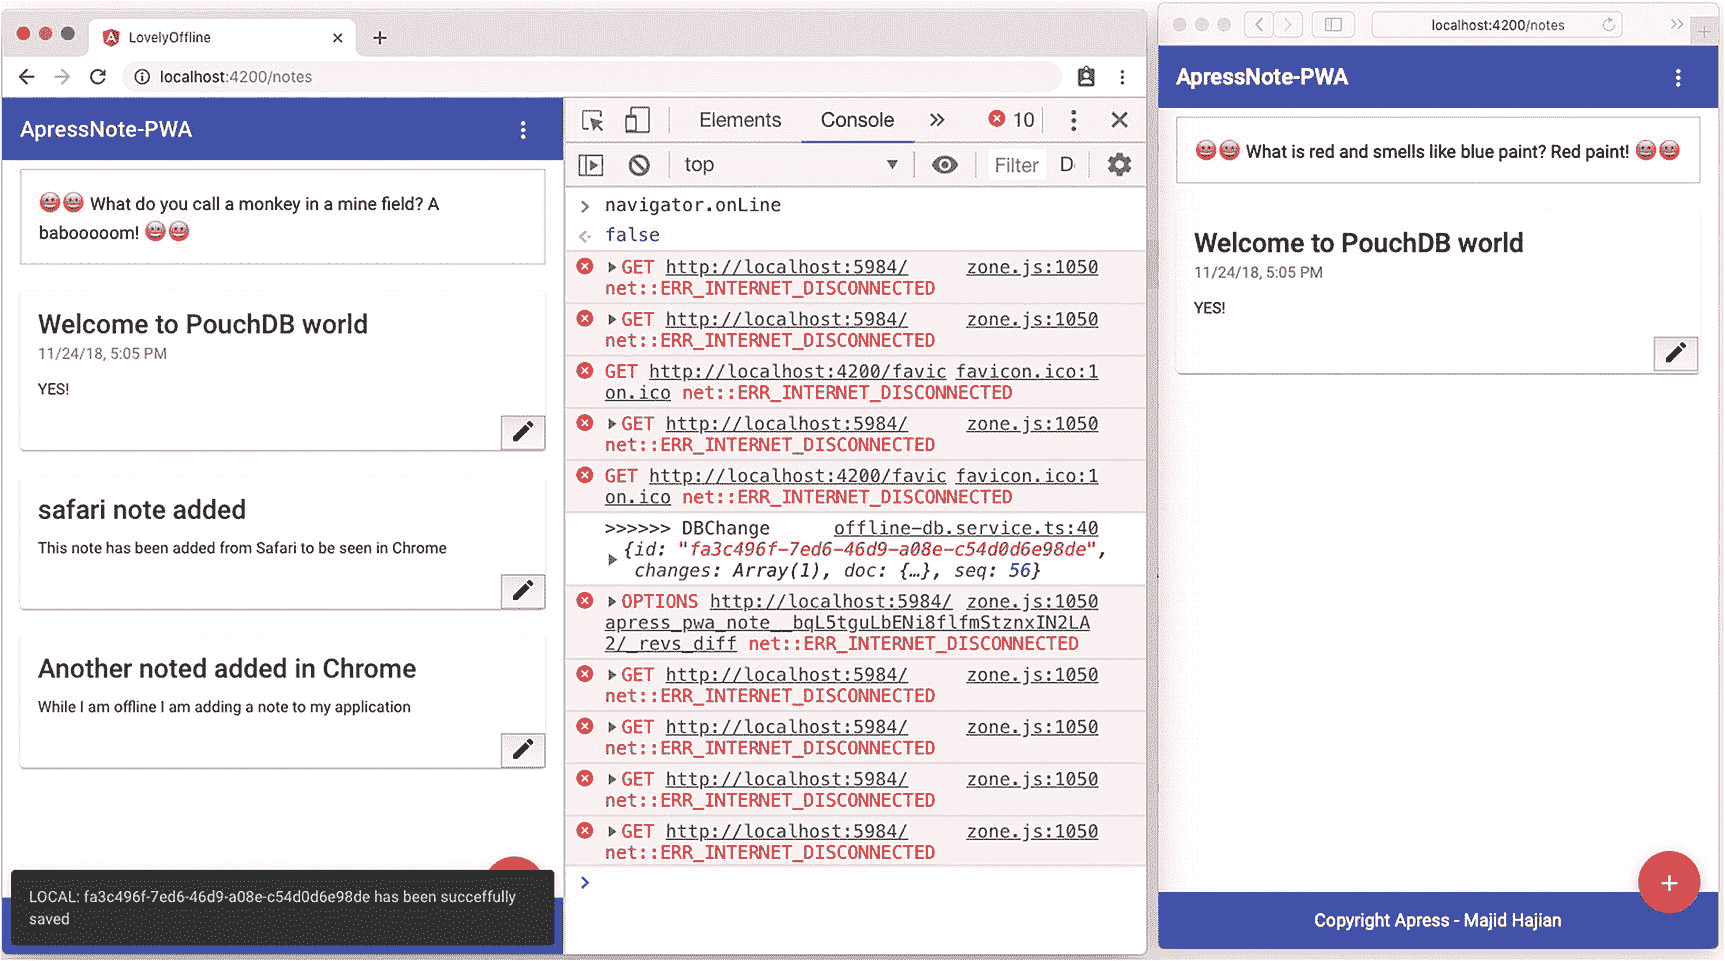 LovelyOffline
localhost:4200/notes
ApressNote-PWA
What do you call a monkey in a mine field? A
babooooom!
Welcome to PouchDB world
11/24/18, 5:05 PM
YES!
safari note added
This note has been added from Safari to be seen in Chrome
Another noted added in Chrome
While I am offline I am adding a note to my application
LOCAL: fa3c496f-7ed6-46d9-a08e-c54d0d6e98de has been succeffully
saved
Elements Console » 10
top Filter D
> navigator.onLine
false
GET http://localhost:5984/ zone.js:1050
net::ERR_INTERNET_DISCONNECTED
GET http://localhost:5984/ zone.js:1050
net::ERR_INTERNET_DISCONNECTED
GET http://localhost:4200/favic favicon.ico:1
on.ico net::ERR_INTERNET_DISCONNECTED
GET http://localhost:5984/ zone.js:1050
net::ERR_INTERNET_DISCONNECTED
GET http://localhost:4200/favic favicon.ico:1
on.ico net::ERR_INTERNET_DISCONNECTED
>>>>>> DBChange offline-db.service.ts:40
{id: "fa3c496f-7ed6-46d9-a08e-c54d0d6e98de",
changes: Array(1), doc: {…}, seq: 56}
OPTIONS http://localhost:5984/ zone.js:1050
apress_pwa_note__bqL5tguLbENi8flfmStznxIN2LA
2/_revs_diff net::ERR_INTERNET_DISCONNECTED
GET http://localhost:5984/ zone.js:1050
net::ERR_INTERNET_DISCONNECTED
GET http://localhost:5984/ zone.js:1050
net::ERR_INTERNET_DISCONNECTED
GET http://localhost:5984/ zone.js:1050
net::ERR_INTERNET_DISCONNECTED
GET http://localhost:5984/ zone.js:1050
net::ERR_INTERNET_DISCONNECTED
>
localhost:4200/notes
ApressNote-PWA
What is red and smells like blue paint? Red paint!
Welcome to PouchDB world
11/24/18, 5:05 PM
YES!
Copyright Apress - Majid Hajian